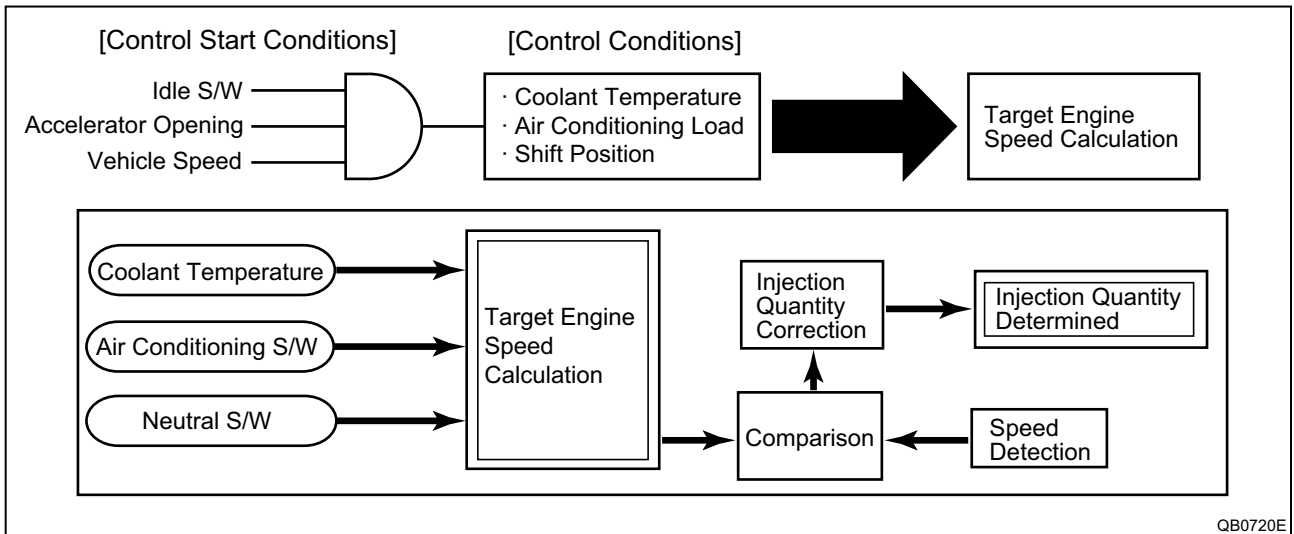 [Control Start Conditions]
[Control Conditions]
Idle S/W
Accelerator Opening
Vehicle Speed
· Coolant Temperature
· Air Conditioning Load
· Shift Position
Target Engine
Speed Calculation
Coolant Temperature
Air Conditioning S/W
Neutral S/W
Target Engine
Speed
Calculation
Injection
Quantity
Correction
Injection Quantity
Determined
Comparison
Speed
Detection
QB0720E